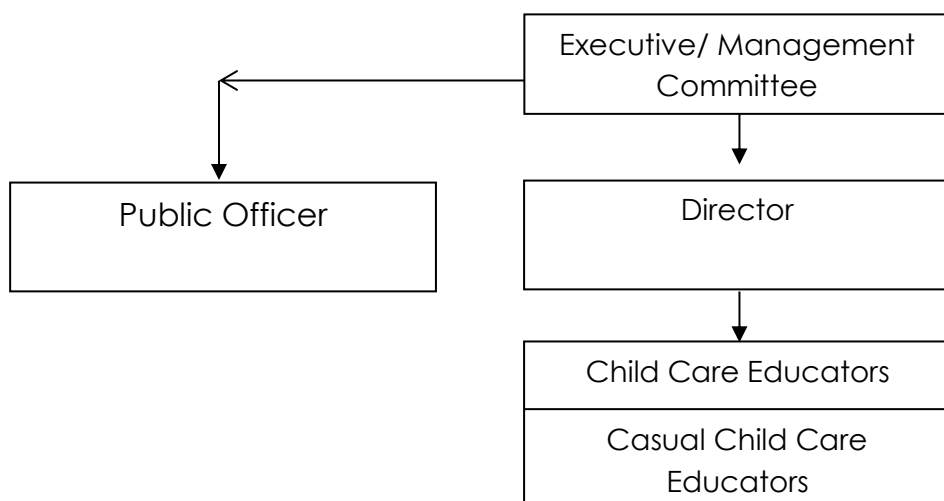 Executive/ Management
Committee
Public Officer
Director
Child Care Educators
Casual Child Care
Educators